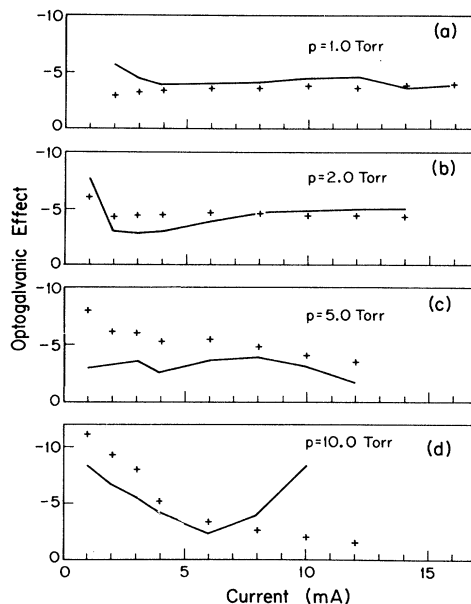 -10
(a)
p=1.0 Torr
-5
0
-10
(b)
p=2.0 Torr
-5
0
Optogalvanic Effect
-10
(c)
p=5.0 Torr
-5
0
-10
(d)
p=10.0 Torr
-5
0
0 5 10 15
Current (mA)